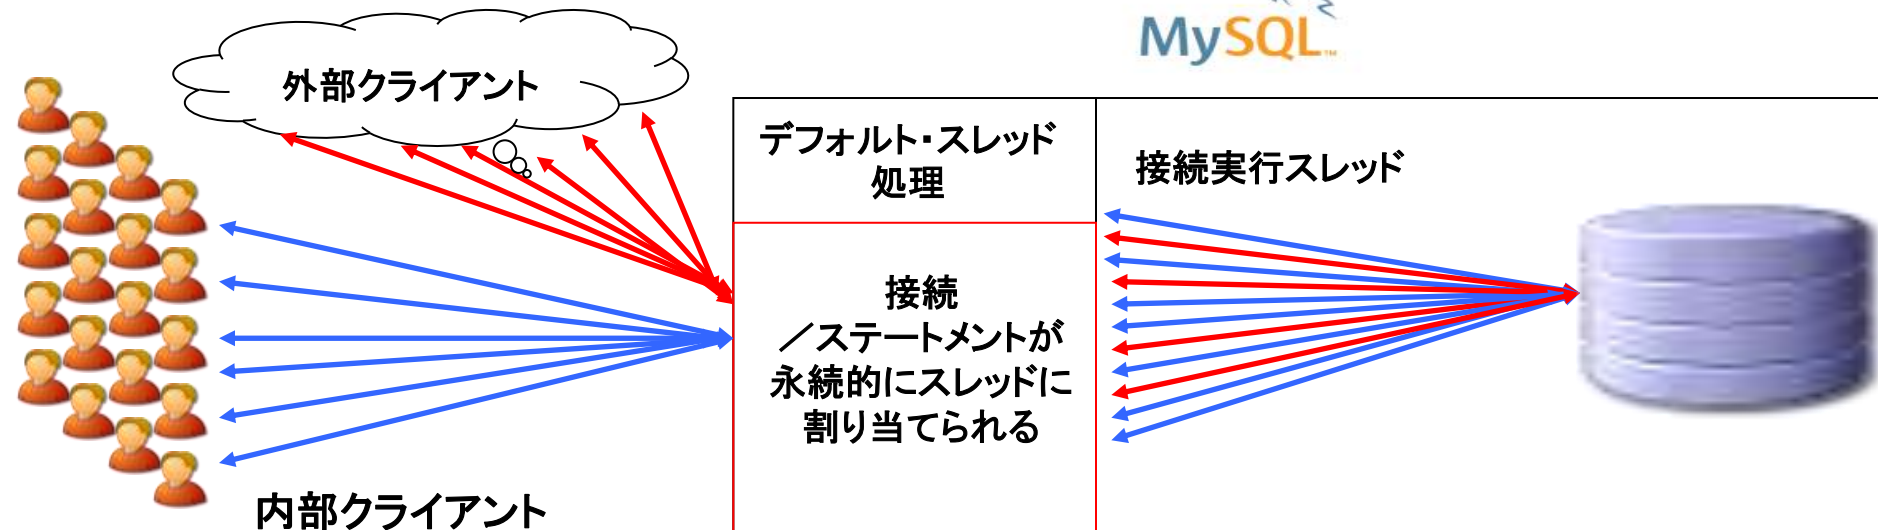 MySQL™
外部クライアント
デフォルト・スレッド
処理
接続実行スレッド
接続
／ステートメントが
永続的にスレッドに
割り当てられる
内部クライアント